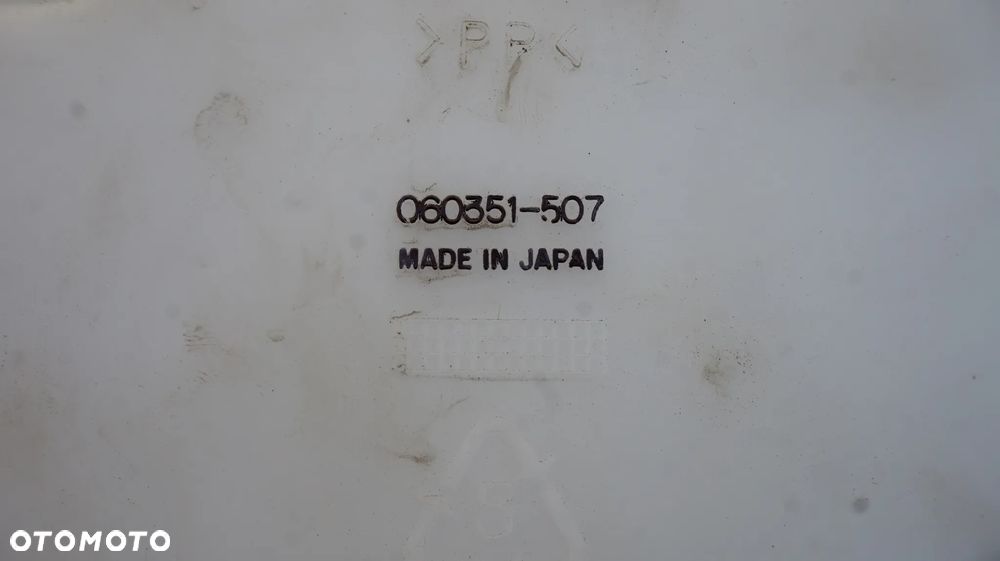 >PP<
060351-507
MADE IN JAPAN
OTOMOTO